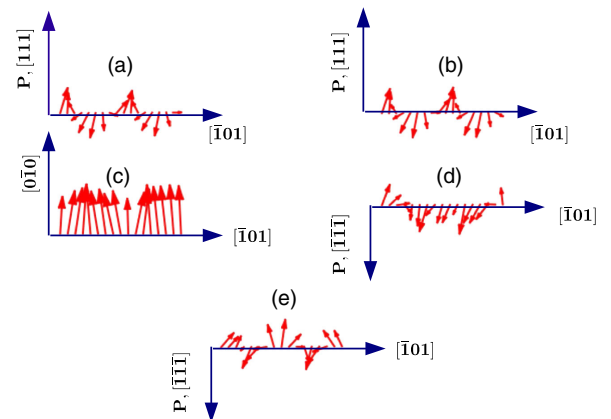 P, [111]
(a)
[1̄01]
P, [111]
(b)
[1̄01]
[01̄0]
(c)
[1̄01]
(d)
[1̄01]
P, [1̄1̄1̄]
(e)
[1̄01]
P, [1̄1̄1̄]